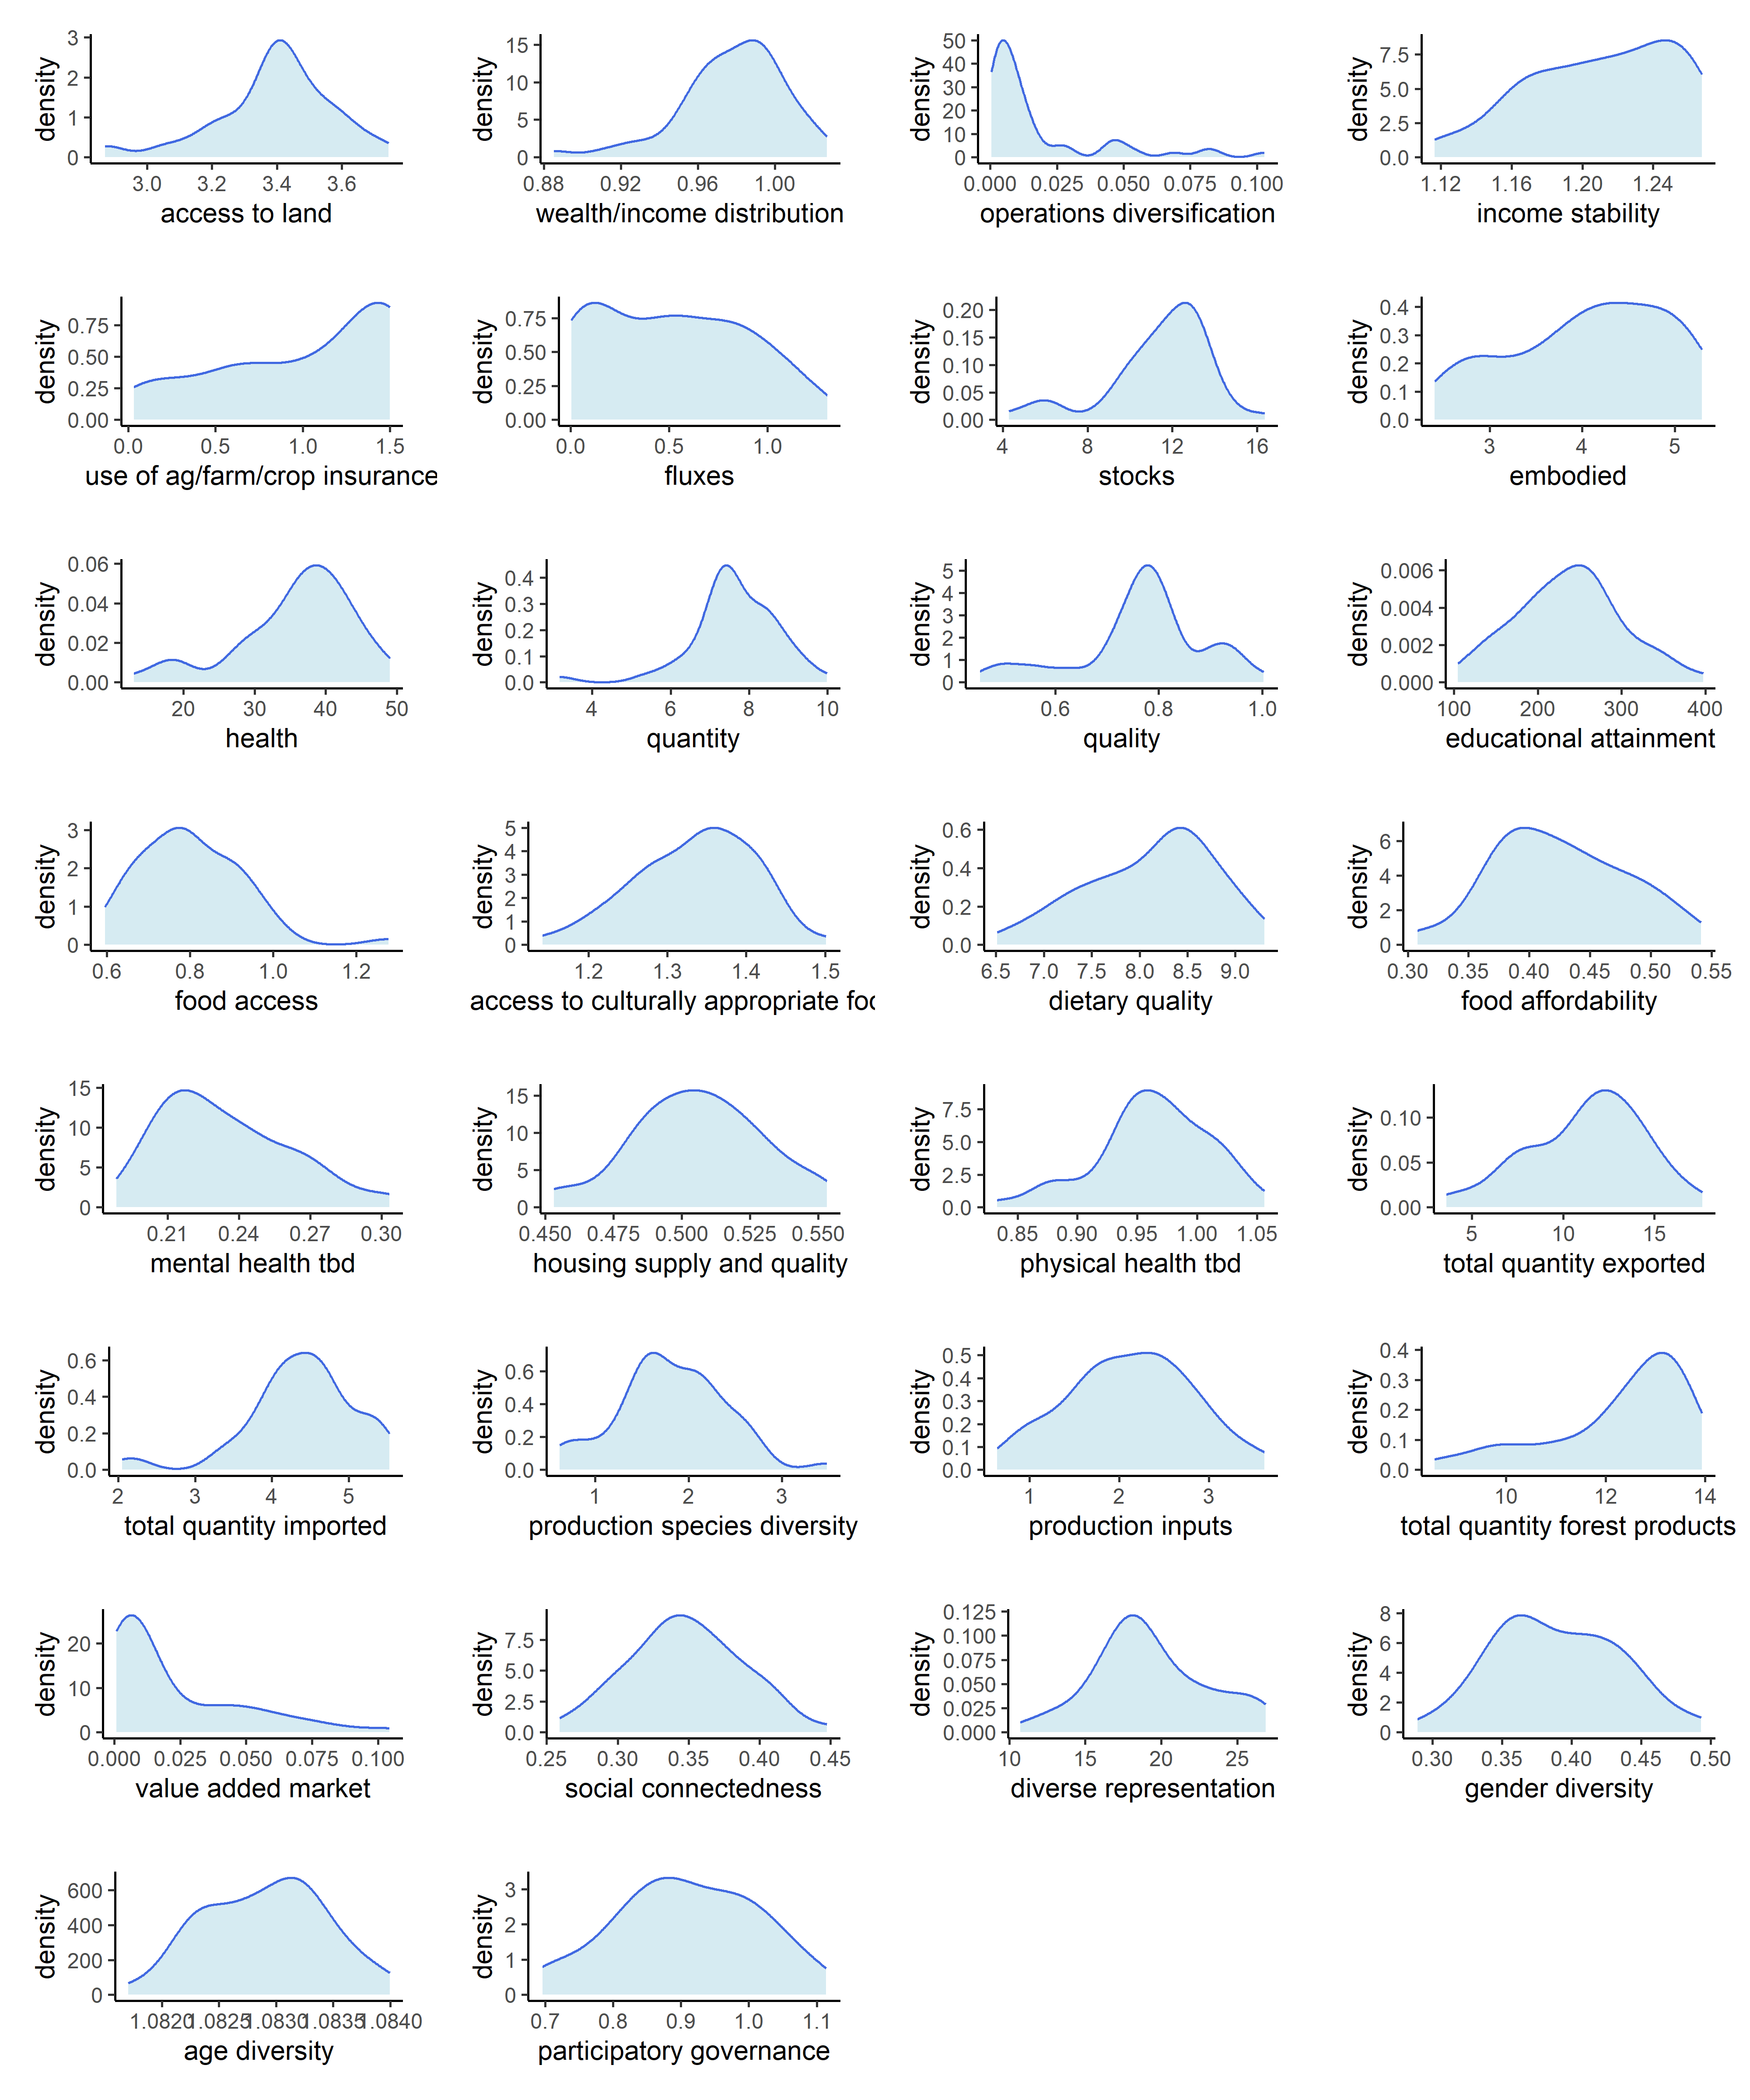 density 3 2 1 0
3.0 3.2 3.4 3.6
access to land
density 15 10 5 0
0.88 0.92 0.96 1.00
wealth/income distribution
density 50 40 30 20 10 0
0.000 0.025 0.050 0.075 0.100
operations diversification
density 7.5 5.0 2.5 0.0
1.12 1.16 1.20 1.24
income stability
density 0.75 0.50 0.25 0.00
0.0 0.5 1.0 1.5
use of ag/farm/crop insurance
density 0.75 0.50 0.25 0.00
0.0 0.5 1.0
fluxes
density 0.20 0.15 0.10 0.05 0.00
4 8 12 16
stocks
density 0.4 0.3 0.2 0.1 0.0
3 4 5
embodied
density 0.06 0.04 0.02 0.00
20 30 40 50
health
density 0.4 0.3 0.2 0.1 0.0
4 6 8 10
quantity
density 5 4 3 2 1 0
0.6 0.8 1.0
quality
density 0.006 0.004 0.002 0.000
100 200 300 400
educational attainment
density 3 2 1 0
0.6 0.8 1.0 1.2
food access
density 5 4 3 2 1 0
1.2 1.3 1.4 1.5
access to culturally appropriate foo
density 0.6 0.4 0.2 0.0
6.5 7.0 7.5 8.0 8.5 9.0
dietary quality
density 6 4 2 0
0.30 0.35 0.40 0.45 0.50 0.55
food affordability
density 15 10 5 0
0.21 0.24 0.27 0.30
mental health tbd
density 15 10 5 0
0.450 0.475 0.500 0.525 0.550
housing supply and quality
density 7.5 5.0 2.5 0.0
0.85 0.90 0.95 1.00 1.05
physical health tbd
density 0.10 0.05 0.00
5 10 15
total quantity exported
density 0.6 0.4 0.2 0.0
2 3 4 5
total quantity imported
density 0.6 0.4 0.2 0.0
1 2 3
production species diversity
density 0.5 0.4 0.3 0.2 0.1 0.0
1 2 3
production inputs
density 0.4 0.3 0.2 0.1 0.0
10 12 14
total quantity forest products
density 20 10 0
0.000 0.025 0.050 0.075 0.100
value added market
density 7.5 5.0 2.5 0.0
0.25 0.30 0.35 0.40 0.45
social connectedness
density 0.125 0.100 0.075 0.050 0.025 0.000
10 15 20 25
diverse representation
density 8 6 4 2 0
0.30 0.35 0.40 0.45 0.50
gender diversity
density 600 400 200 0
1.0820 1.0825 1.0830 1.0835 1.0840
age diversity
density 3 2 1 0
0.7 0.8 0.9 1.0 1.1
participatory governance